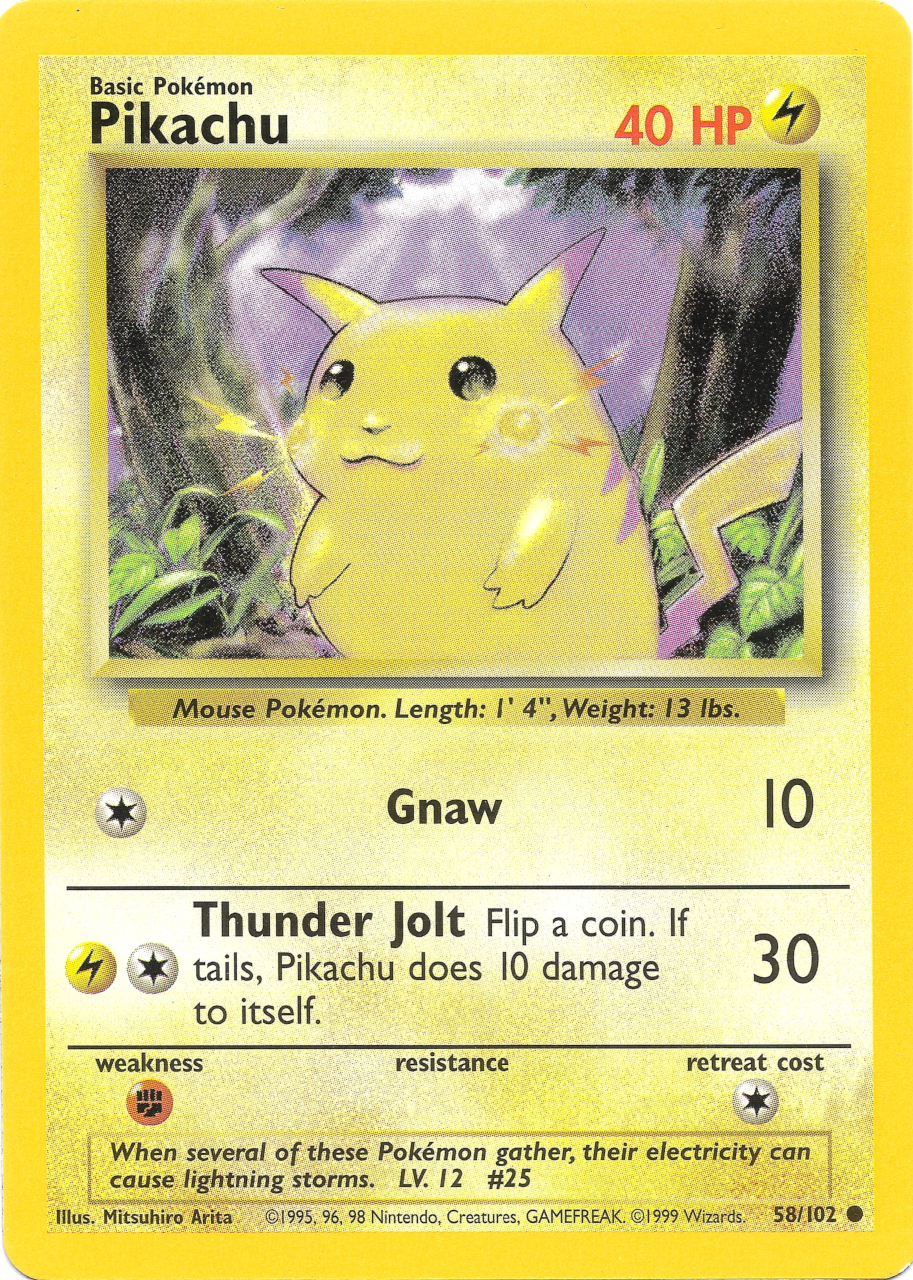 Basic Pokémon
Pikachu
40 HP
Mouse Pokémon. Length: 1' 4", Weight: 13 lbs.
Gnaw 10
Thunder Jolt Flip a coin. If
tails, Pikachu does 10 damage
to itself.
30
weakness resistance retreat cost
When several of these Pokémon gather, their electricity can
cause lightning storms. LV. 12 #25
Illus. Mitsuhiro Arita ©1995, 96, 98 Nintendo, Creatures, GAMEFREAK. ©1999 Wizards. 58/102